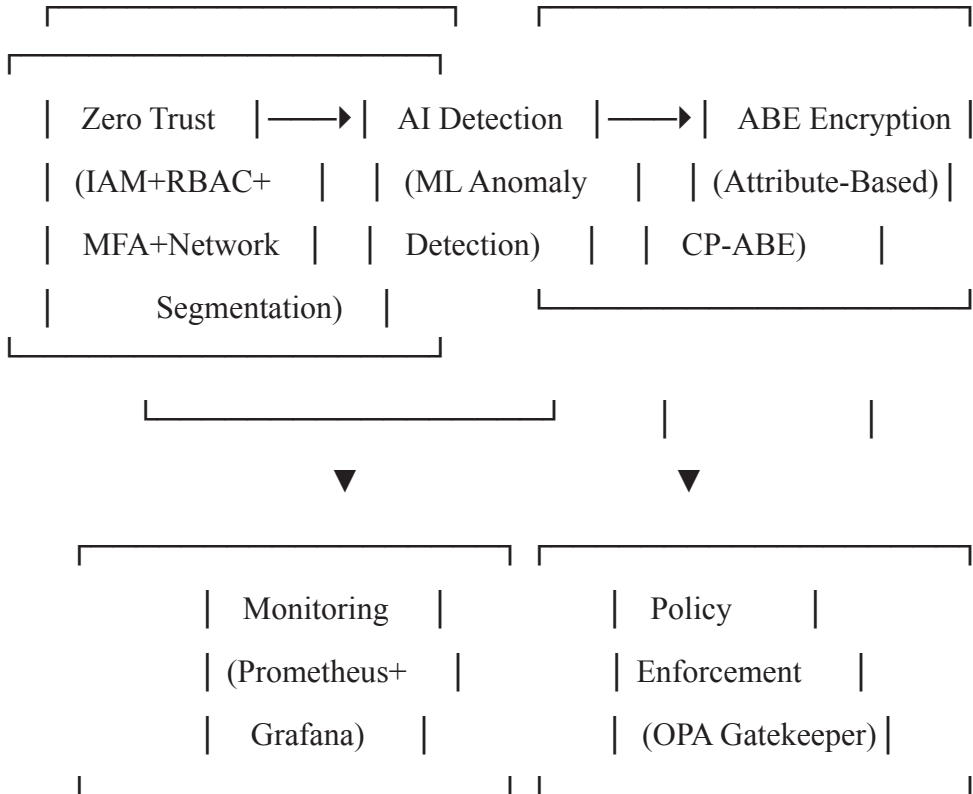 Zero Trust AI Detection ABE Encryption
(IAM+RBAC+ (ML Anomaly (Attribute-Based)
MFA+Network Detection) CP-ABE)
Segmentation)
Monitoring Policy
(Prometheus+ Enforcement
Grafana) (OPA Gatekeeper)